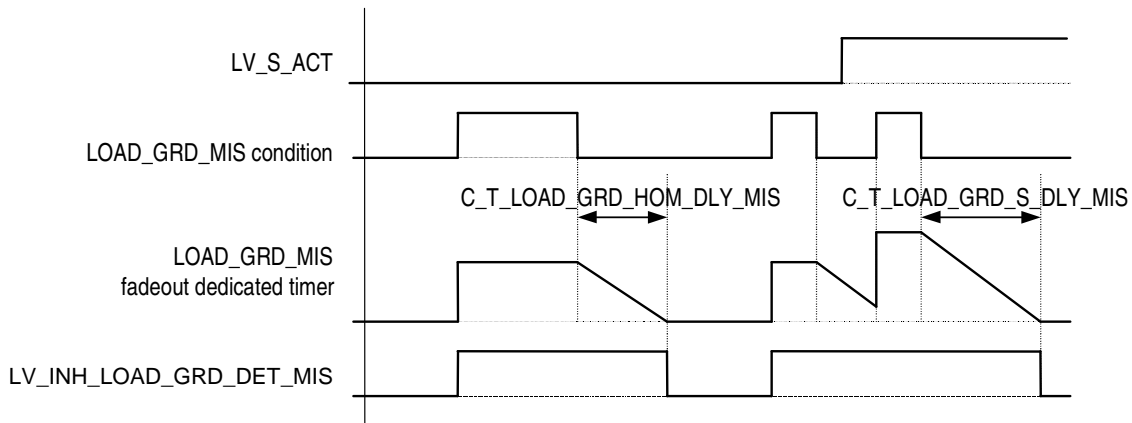 LV_S_ACT
LOAD_GRD_MIS condition
C_T_LOAD_GRD_HOM_DLY_MIS C_T_LOAD_GRD_S_DLY_MIS
LOAD_GRD_MIS
fadeout dedicated timer
LV_INH_LOAD_GRD_DET_MIS